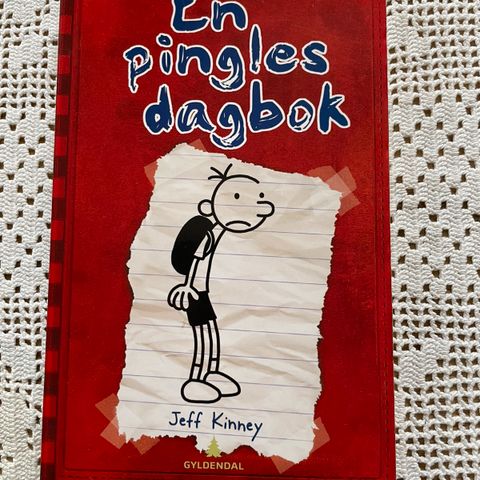 En
pingles
dagbok
Jeff Kinney
GYLDENDAL